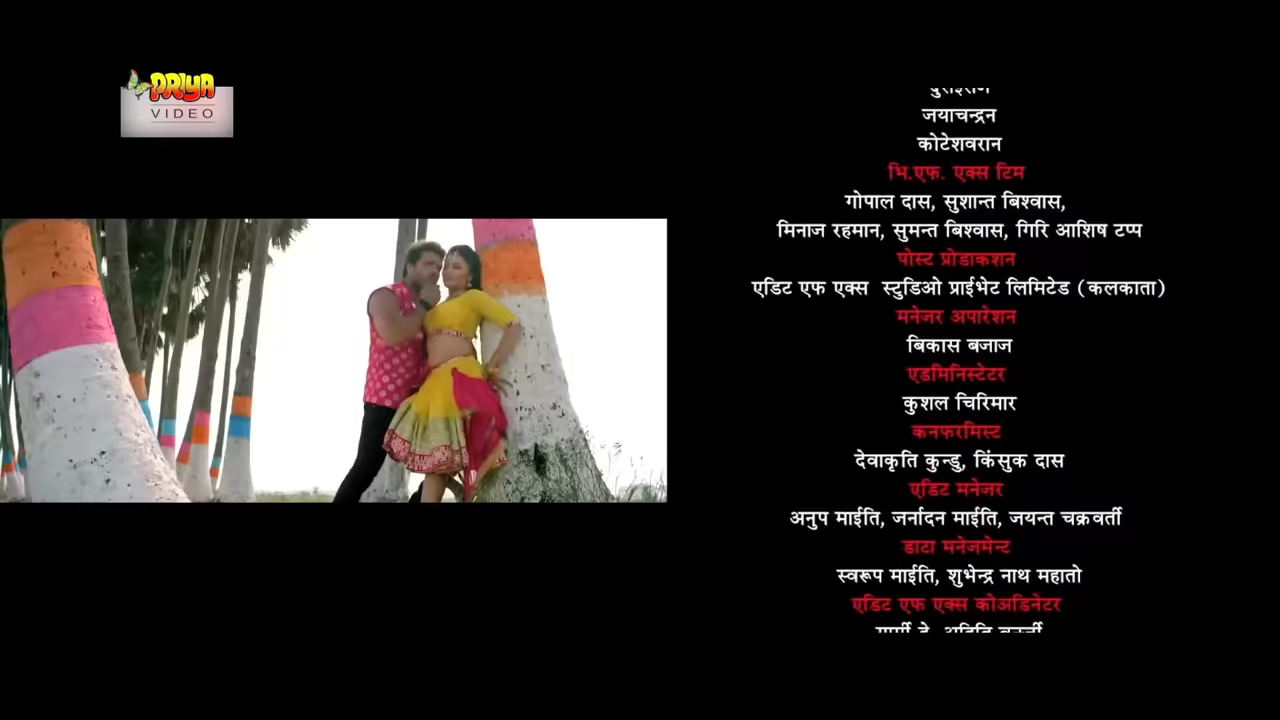 PRIYA
VIDEO
जयाचन्द्रन
कोटेशवरान
भि.एफ. एक्स टिम
गोपाल दास, सुशान्त बिश्वास,
मिनाज रहमान, सुमन्त बिश्वास, गिरि आशिष टप्प
पोस्ट प्रोडाकशन
एडिट एफ एक्स स्टुडिओ प्राईभेट लिमिटेड (कलकाता)
मनेजर अपारेशन
बिकास बजाज
एडमिनिस्टेटर
कुशल चिरिमार
कनफरमिस्ट
देवाकृति कुन्डु, किंसुक दास
एडिट मनेजर
अनुप माईति, जर्नादन माईति, जयन्त चक्रवर्ती
डाटा मनेजमेन्ट
स्वरूप माईति, शुभेन्द्र नाथ महातो
एडिट एफ एक्स कोअडिनेटर